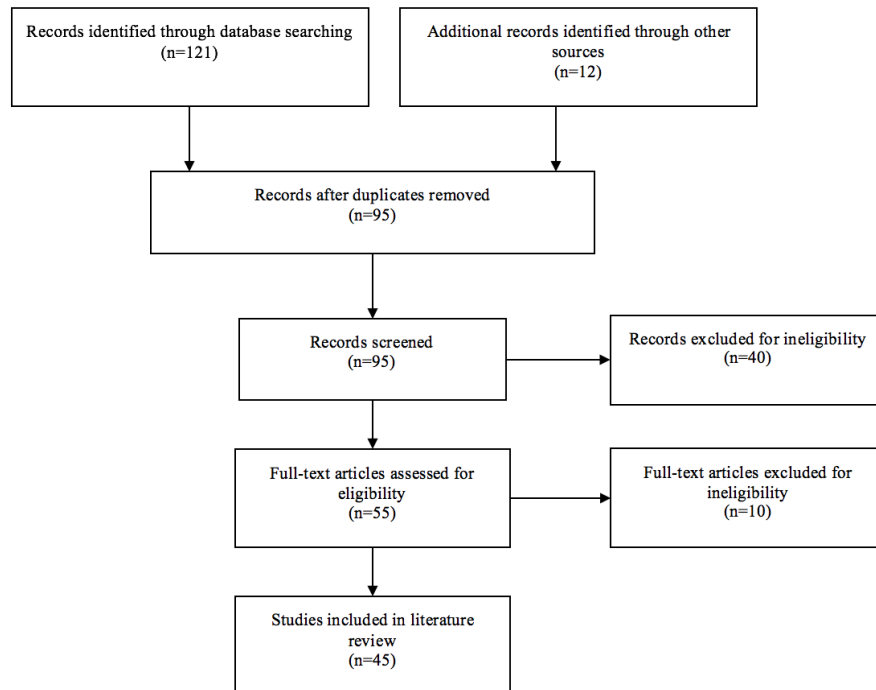 Records identified through database searching
(n=121)
Additional records identified through other
sources
(n=12)
Records after duplicates removed
(n=95)
Records screened
(n=95)
Records excluded for ineligibility
(n=40)
Full-text articles assessed for
eligibility
(n=55)
Full-text articles excluded for
ineligibility
(n=10)
Studies included in literature
review
(n=45)